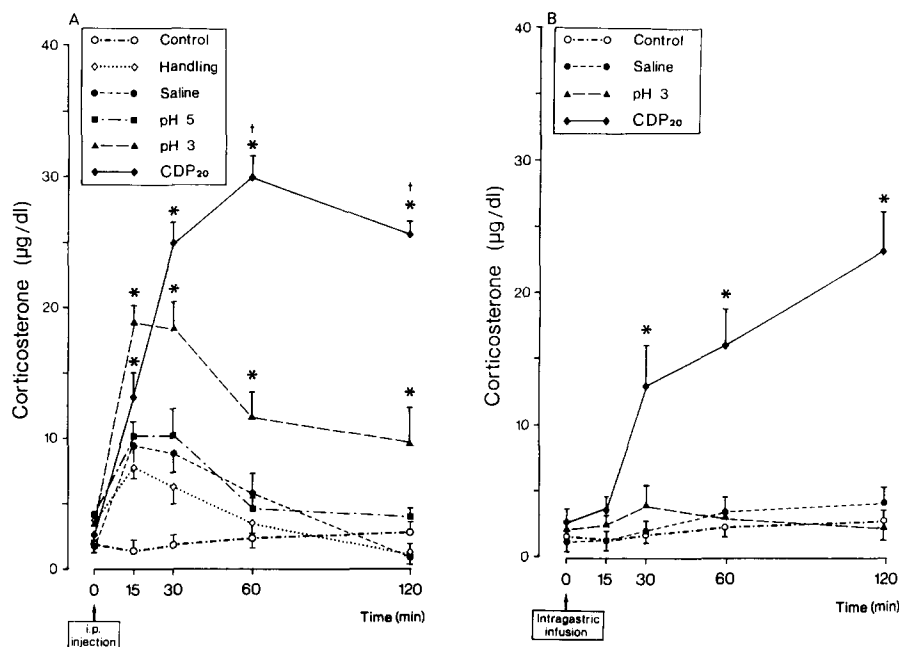 A
Control
Handling
Saline
pH 5
pH 3
CDP₂₀
40
30
20
10
0
Corticosterone (µg/dl)
†
*
†
*
*
*
*
*
*
*
0 15 30 60 120
Time (min)
i.p.
injection
B
Control
Saline
pH 3
CDP₂₀
40
30
20
10
0
Corticosterone (µg/dl)
*
*
*
0 15 30 60 120
Time (min)
Intragastric
infusion